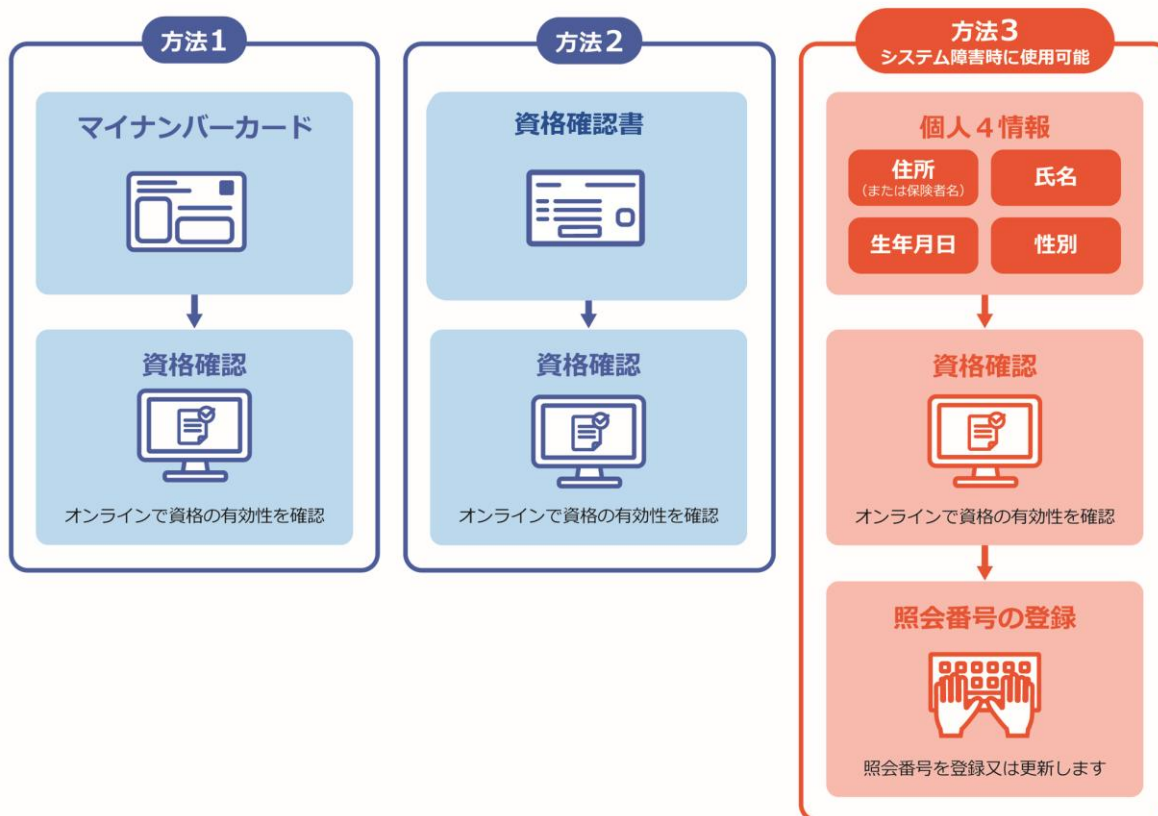 方法1
マイナンバーカード
資格確認
オンラインで資格の有効性を確認
方法2
資格確認書
資格確認
オンラインで資格の有効性を確認
方法3
システム障害時に使用可能
個人４情報
住所
（または保険者名）
氏名
生年月日
性別
資格確認
オンラインで資格の有効性を確認
照会番号の登録
照会番号を登録又は更新します